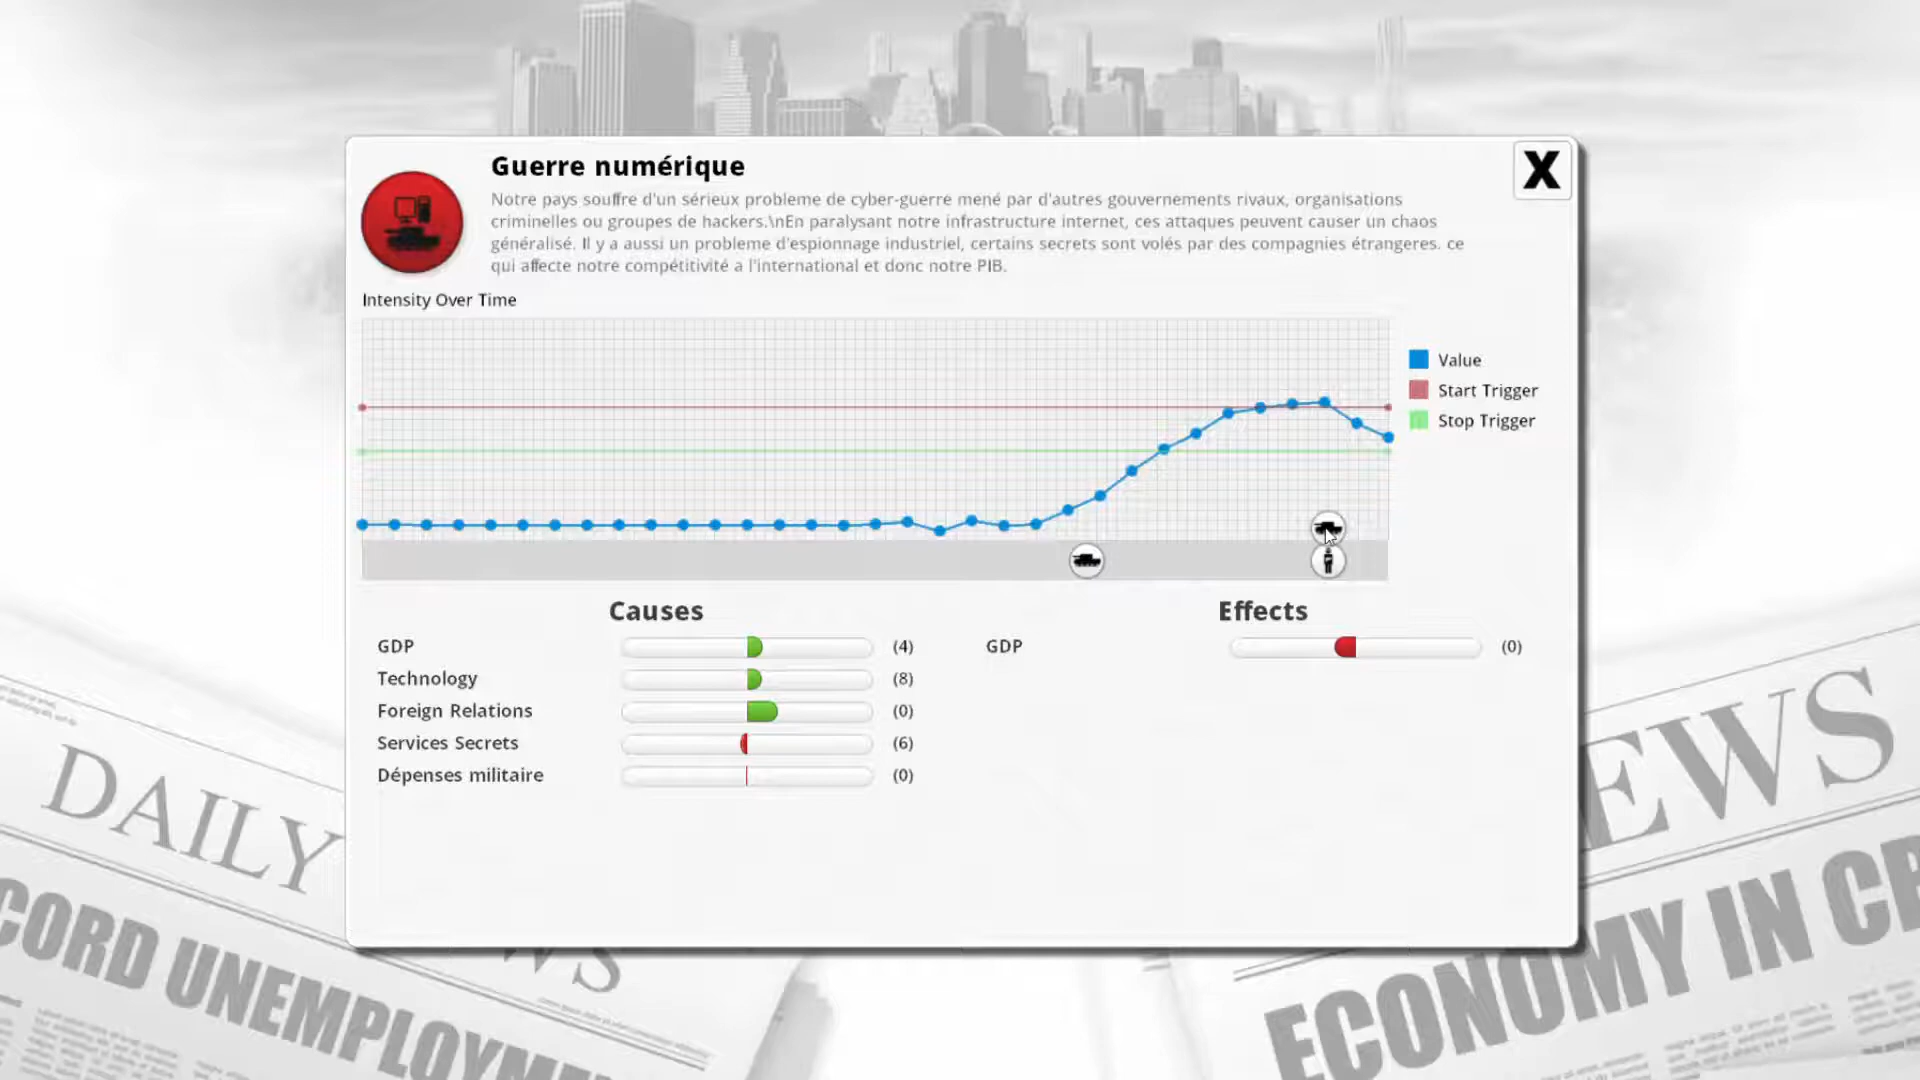 Guerre numérique
X
Notre pays souffre d'un sérieux probleme de cyber-guerre mené par d'autres gouvernements rivaux, organisations
criminelles ou groupes de hackers.\nEn paralysant notre infrastructure internet, ces attaques peuvent causer un chaos
généralisé. Il y a aussi un probleme d'espionnage industriel, certains secrets sont volés par des compagnies étrangeres. ce
qui affecte notre compétitivité a l'international et donc notre PIB.
Intensity Over Time
Value
Start Trigger
Stop Trigger
Causes
GDP (4)
Technology (8)
Foreign Relations (0)
Services Secrets (6)
Dépenses militaire (0)
Effects
GDP (0)
DAILY
NEWS
CORD UNEMPLOYME
EWS
ECONOMY IN CR